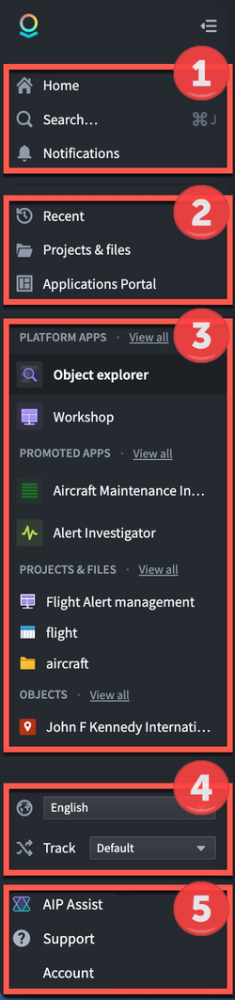 1
Home
Search… ⌘ J
Notifications
2
Recent
Projects & files
Applications Portal
3
PLATFORM APPS · View all
Object explorer
Workshop
PROMOTED APPS · View all
Aircraft Maintenance In…
Alert Investigator
PROJECTS & FILES · View all
Flight Alert management
flight
aircraft
OBJECTS · View all
John F Kennedy Internati…
4
English
Track Default
5
AIP Assist
Support
Account